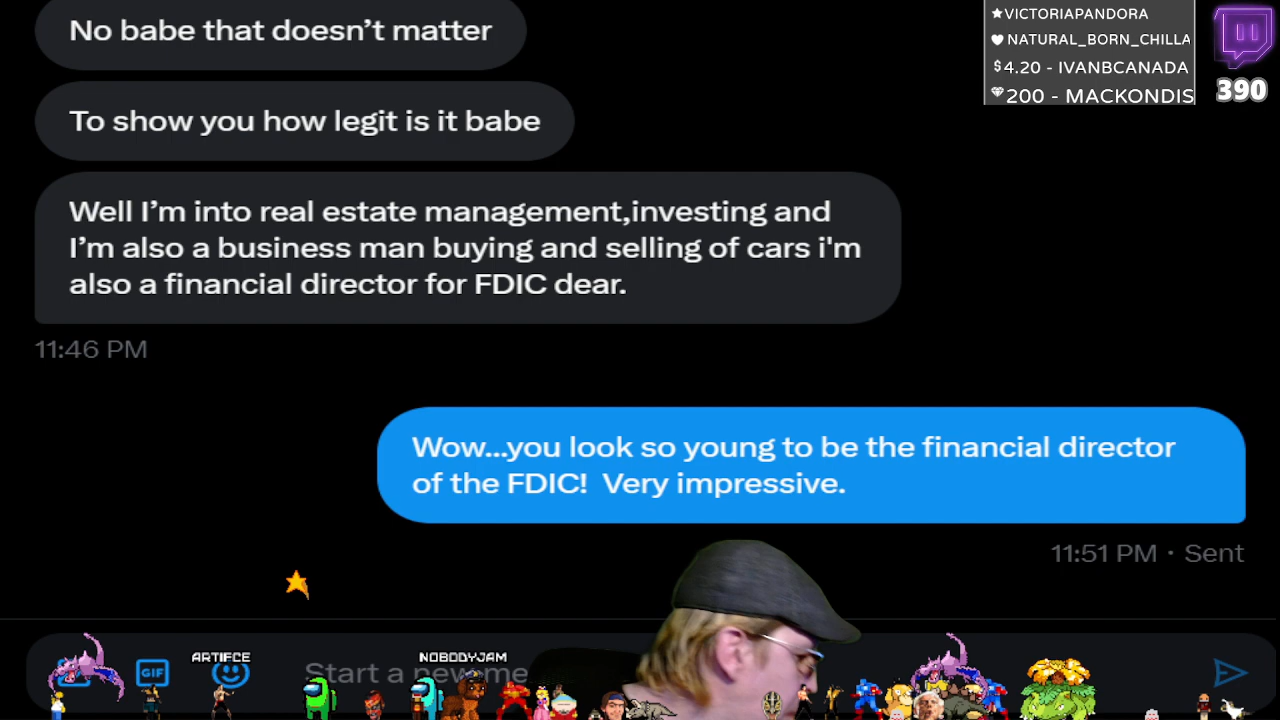 No babe that doesn’t matter
To show you how legit is it babe
Well I’m into real estate management,investing and
I’m also a business man buying and selling of cars i'm
also a financial director for FDIC dear.
11:46 PM
Wow...you look so young to be the financial director
of the FDIC!  Very impressive.
11:51 PM · Sent
★VICTORIAPANDORA
NATURAL_BORN_CHILLA
$4.20 - IVANBCANADA
200 - MACKONDIS
390
ARTIFCE
NOBODYJAM
GIF
Start a new me